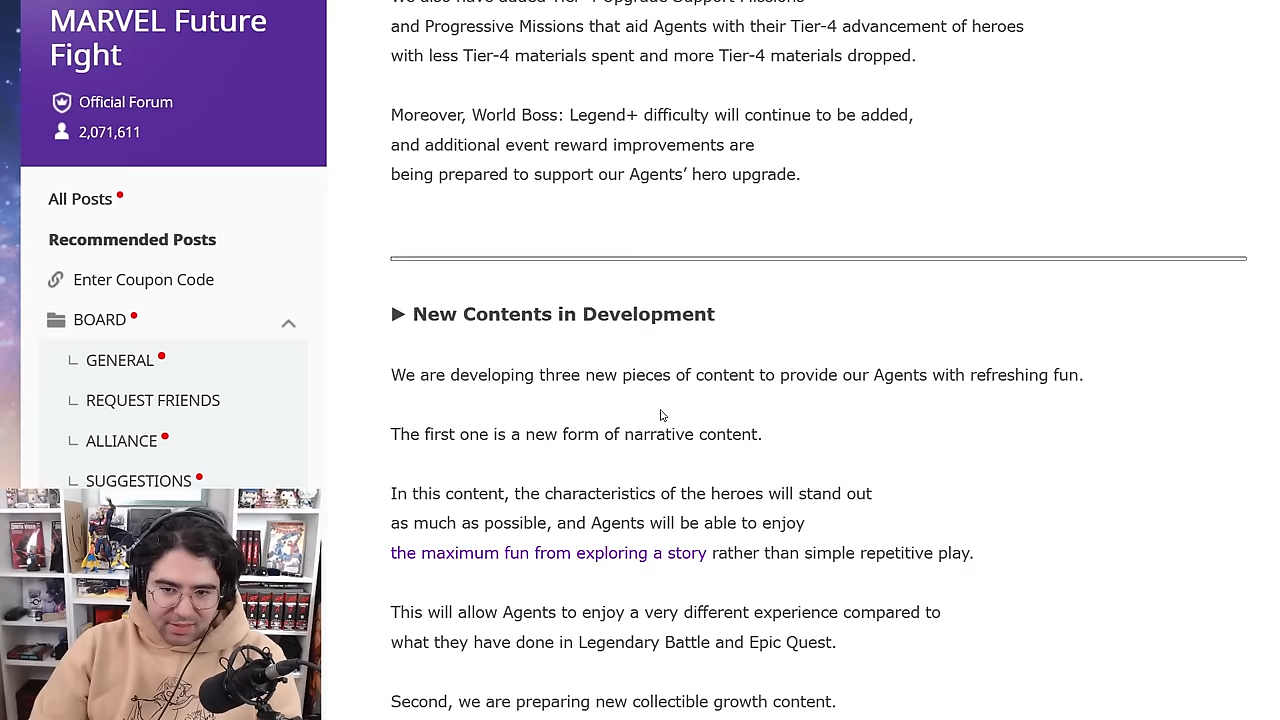 MARVEL Future
Fight
Official Forum
2,071,611
All Posts
Recommended Posts
Enter Coupon Code
BOARD
GENERAL
REQUEST FRIENDS
ALLIANCE
SUGGESTIONS
and Progressive Missions that aid Agents with their Tier-4 advancement of heroes
with less Tier-4 materials spent and more Tier-4 materials dropped.
Moreover, World Boss: Legend+ difficulty will continue to be added,
and additional event reward improvements are
being prepared to support our Agents’ hero upgrade.
▶ New Contents in Development
We are developing three new pieces of content to provide our Agents with refreshing fun.
The first one is a new form of narrative content.
In this content, the characteristics of the heroes will stand out
as much as possible, and Agents will be able to enjoy
the maximum fun from exploring a story rather than simple repetitive play.
This will allow Agents to enjoy a very different experience compared to
what they have done in Legendary Battle and Epic Quest.
Second, we are preparing new collectible growth content.